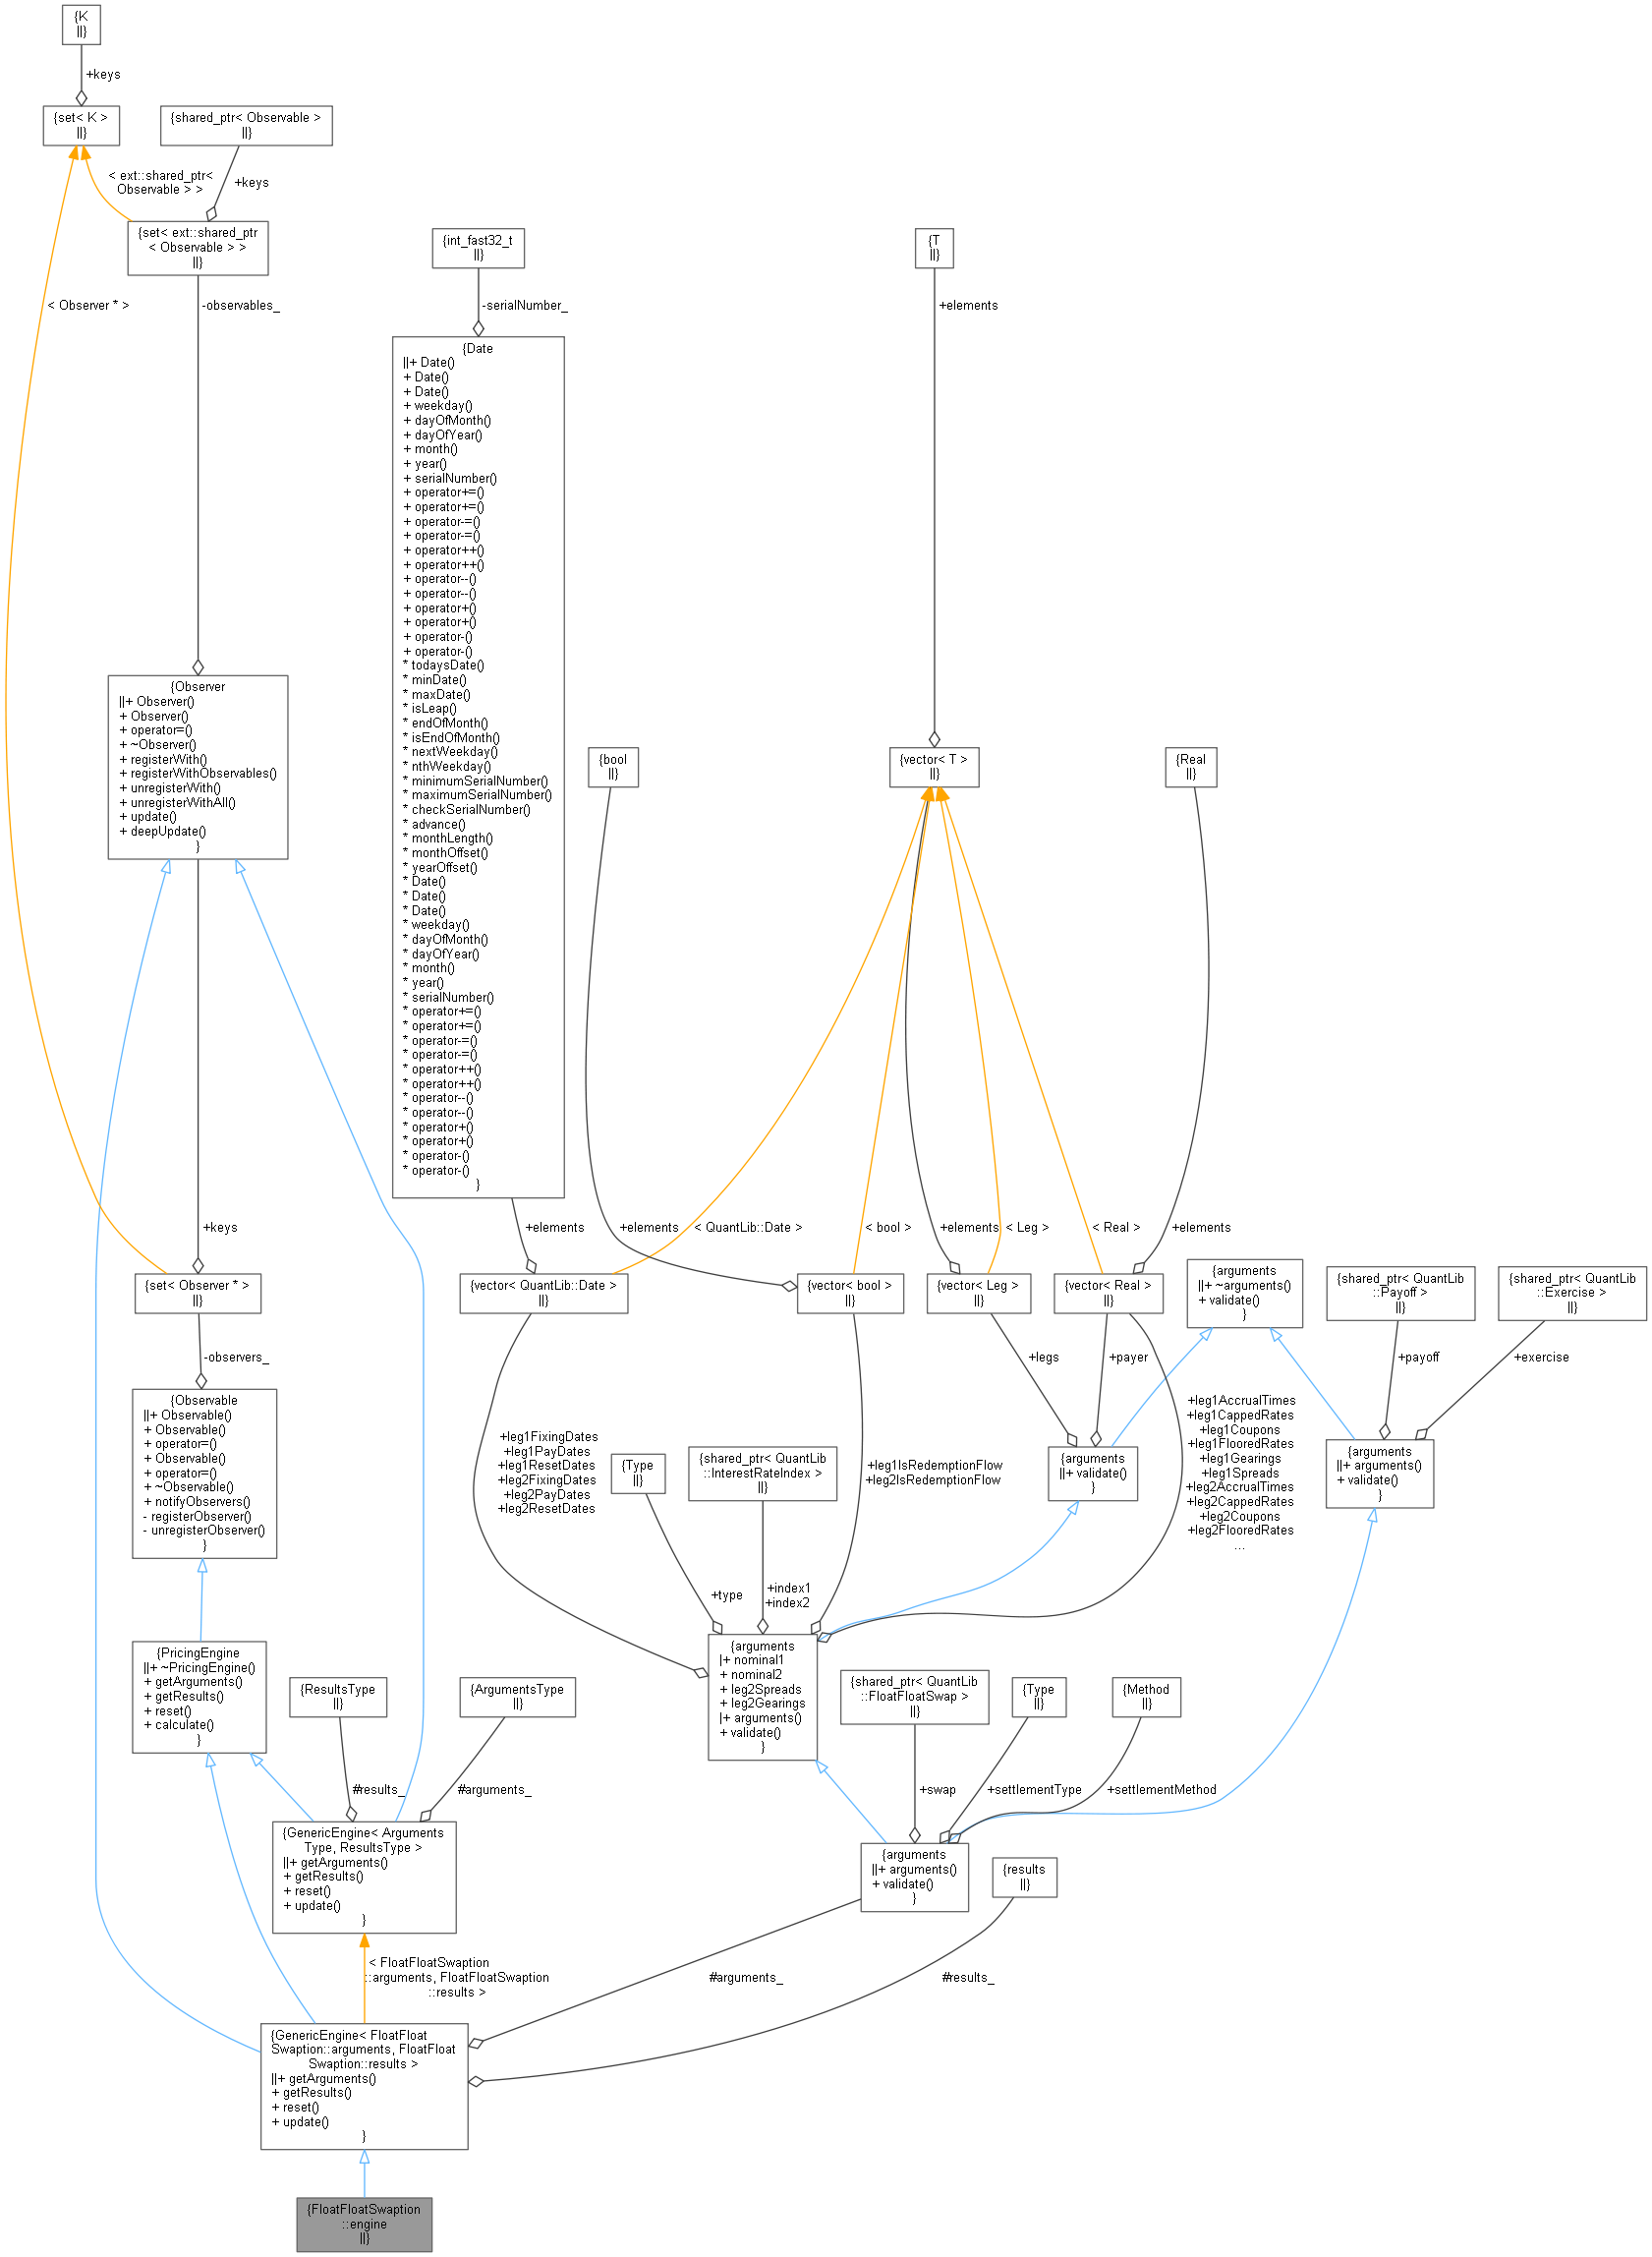 {K
||}
+keys
{set< K >
||}
{shared_ptr< Observable >
||}
< ext::shared_ptr<
Observable > >
+keys
{set< ext::shared_ptr
< Observable > >
||}
{int_fast32_t
||}
{T
||}
< Observer * >
-observables_
-serialNumber_
+elements
{Date
||+ Date()
+ Date()
+ Date()
+ weekday()
+ dayOfMonth()
+ dayOfYear()
+ month()
+ year()
+ serialNumber()
+ operator+=()
+ operator+=()
+ operator-=()
+ operator-=()
+ operator++()
+ operator++()
+ operator--()
+ operator--()
+ operator+()
+ operator+()
+ operator-()
+ operator-()
* todaysDate()
* minDate()
* maxDate()
* isLeap()
* endOfMonth()
* isEndOfMonth()
* nextWeekday()
* nthWeekday()
* minimumSerialNumber()
* maximumSerialNumber()
* checkSerialNumber()
* advance()
* monthLength()
* monthOffset()
* yearOffset()
* Date()
* Date()
* Date()
* weekday()
* dayOfMonth()
* dayOfYear()
* month()
* year()
* serialNumber()
* operator+=()
* operator+=()
* operator-=()
* operator-=()
* operator++()
* operator++()
* operator--()
* operator--()
* operator+()
* operator+()
* operator-()
* operator-()
}
{Observer
||+ Observer()
+ Observer()
+ operator=()
+ ~Observer()
+ registerWith()
+ registerWithObservables()
+ unregisterWith()
+ unregisterWithAll()
+ update()
+ deepUpdate()
}
{bool
||}
{vector< T >
||}
{Real
||}
+keys
+elements
+elements
< QuantLib::Date >
< bool >
+elements
< Leg >
< Real >
+elements
{set< Observer * >
||}
{vector< QuantLib::Date >
||}
{vector< bool >
||}
{vector< Leg >
||}
{vector< Real >
||}
{arguments
||+ ~arguments()
+ validate()
}
{shared_ptr< QuantLib
::Payoff >
||}
{shared_ptr< QuantLib
::Exercise >
||}
-observers_
+legs
+payer
+payoff
+exercise
{Observable
||+ Observable()
+ Observable()
+ operator=()
+ Observable()
+ operator=()
+ ~Observable()
+ notifyObservers()
- registerObserver()
- unregisterObserver()
}
+leg1FixingDates
+leg1PayDates
+leg1ResetDates
+leg2FixingDates
+leg2PayDates
+leg2ResetDates
{Type
||}
{shared_ptr< QuantLib
::InterestRateIndex >
||}
+leg1IsRedemptionFlow
+leg2IsRedemptionFlow
{arguments
||+ validate()
}
+leg1AccrualTimes
+leg1CappedRates
+leg1Coupons
+leg1FlooredRates
+leg1Gearings
+leg1Spreads
+leg2AccrualTimes
+leg2CappedRates
+leg2Coupons
+leg2FlooredRates
...
{arguments
||+ arguments()
+ validate()
}
+type
+index1
+index2
{PricingEngine
||+ ~PricingEngine()
+ getArguments()
+ getResults()
+ reset()
+ calculate()
}
{ResultsType
||}
{ArgumentsType
||}
{arguments
|+ nominal1
+ nominal2
+ leg2Spreads
+ leg2Gearings
|+ arguments()
+ validate()
}
{shared_ptr< QuantLib
::FloatFloatSwap >
||}
{Type
||}
{Method
||}
#results_
#arguments_
+swap
+settlementType
+settlementMethod
{GenericEngine< Arguments
Type, ResultsType >
||+ getArguments()
+ getResults()
+ reset()
+ update()
}
{arguments
||+ arguments()
+ validate()
}
{results
||}
< FloatFloatSwaption
::arguments, FloatFloatSwaption
::results >
#arguments_
#results_
{GenericEngine< FloatFloat
Swaption::arguments, FloatFloat
Swaption::results >
||+ getArguments()
+ getResults()
+ reset()
+ update()
}
{FloatFloatSwaption
::engine
||}